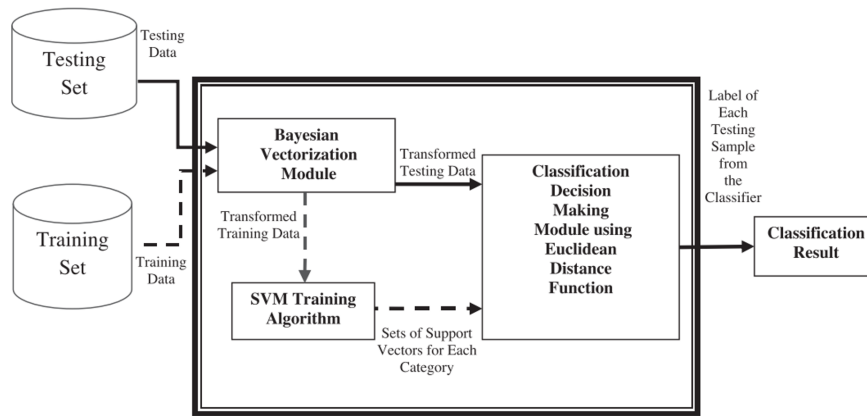 Testing
Set
Testing
Data
Training
Set
Training
Data
Bayesian
Vectorization
Module
Transformed
Testing Data
Transformed
Training Data
SVM Training
Algorithm
Sets of Support
Vectors for Each
Category
Classification
Decision
Making
Module using
Euclidean
Distance
Function
Label of
Each
Testing
Sample
from
the
Classifier
Classification
Result